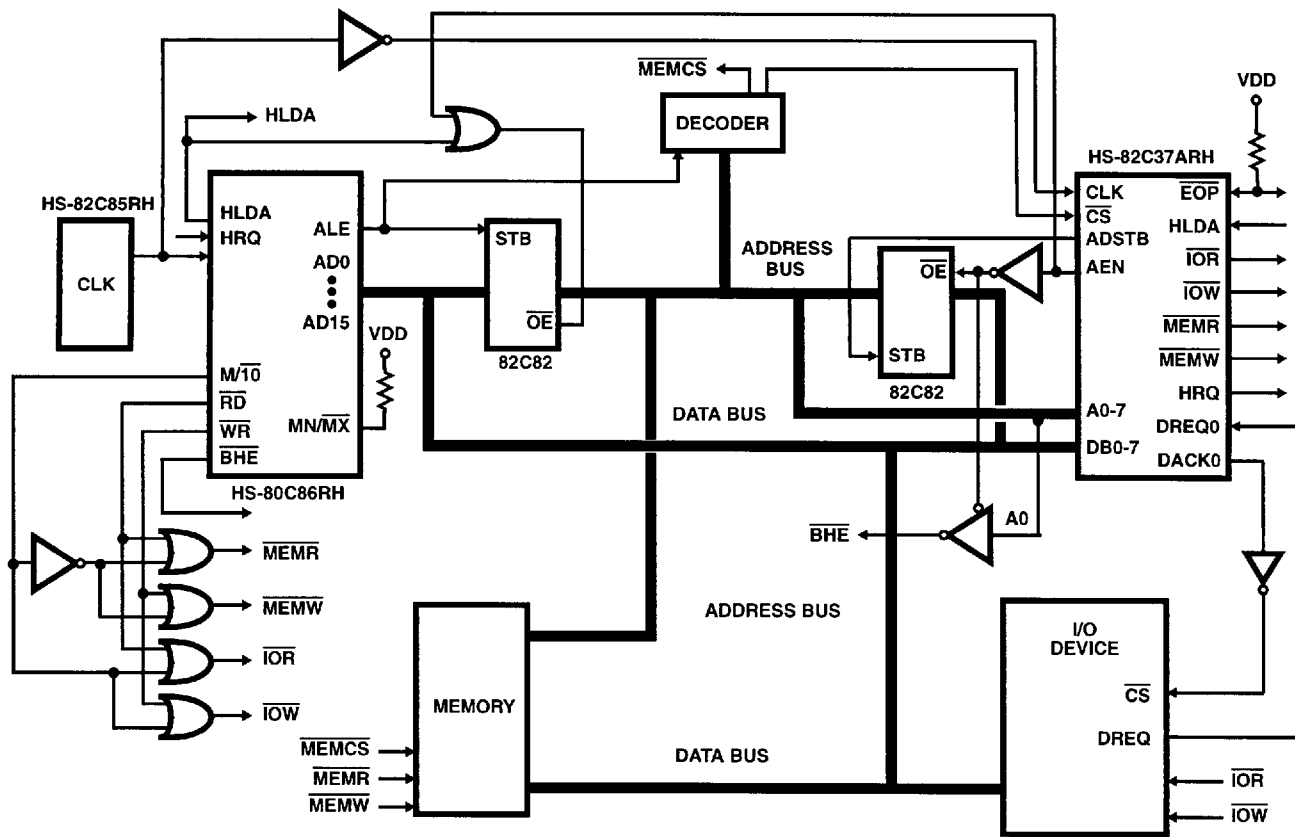 MEMCS
VDD
HLDA
DECODER
HS-82C37ARH
HS-82C85RH
CLK
HLDA
HRQ
ALE
AD0
AD15
M/10
RD
WR
BHE
MN/MX
HS-80C86RH
VDD
STB
OE
82C82
ADDRESS
BUS
OE
STB
82C82
CLK
CS
ADSTB
AEN
A0-7
DB0-7
EOP
HLDA
IOR
IOW
MEMR
MEMW
HRQ
DREQ0
DACK0
DATA BUS
BHE
A0
MEMR
MEMW
IOR
IOW
ADDRESS BUS
MEMORY
MEMCS
MEMR
MEMW
DATA BUS
I/O
DEVICE
CS
DREQ
IOR
IOW